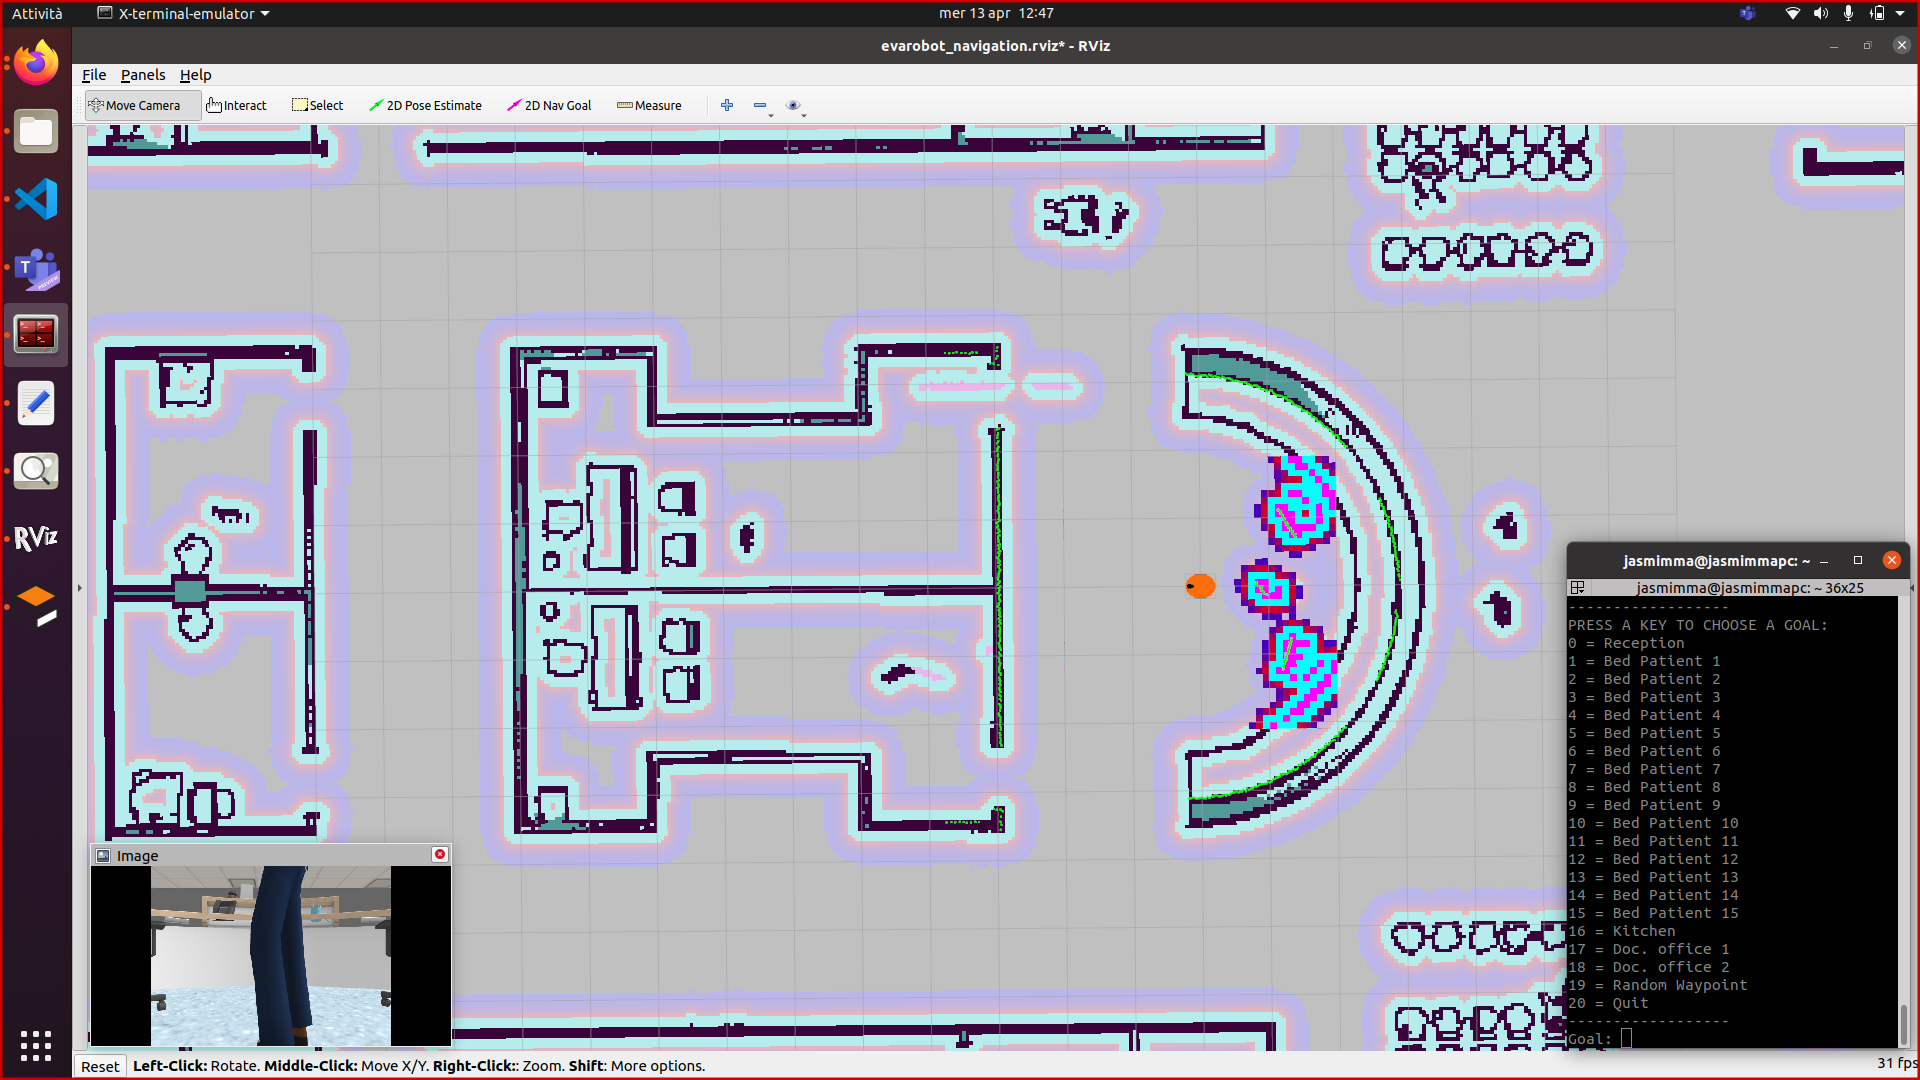 Attività
X-terminal-emulator
mer 13 apr 12:47
evarobot_navigation.rviz* - RViz
File Panels Help
Move Camera
Interact
Select
2D Pose Estimate
2D Nav Goal
Measure
RViz
jasmimma@jasmimmapc: ~
jasmimma@jasmimmapc: ~ 36x25
------------------
PRESS A KEY TO CHOOSE A GOAL:
0 = Reception
1 = Bed Patient 1
2 = Bed Patient 2
3 = Bed Patient 3
4 = Bed Patient 4
5 = Bed Patient 5
6 = Bed Patient 6
7 = Bed Patient 7
8 = Bed Patient 8
9 = Bed Patient 9
10 = Bed Patient 10
11 = Bed Patient 11
12 = Bed Patient 12
13 = Bed Patient 13
14 = Bed Patient 14
15 = Bed Patient 15
16 = Kitchen
17 = Doc. office 1
18 = Doc. office 2
19 = Random Waypoint
20 = Quit
------------------
Goal:
Image
Reset
Left-Click: Rotate. Middle-Click: Move X/Y. Right-Click:: Zoom. Shift: More options.
31 fps